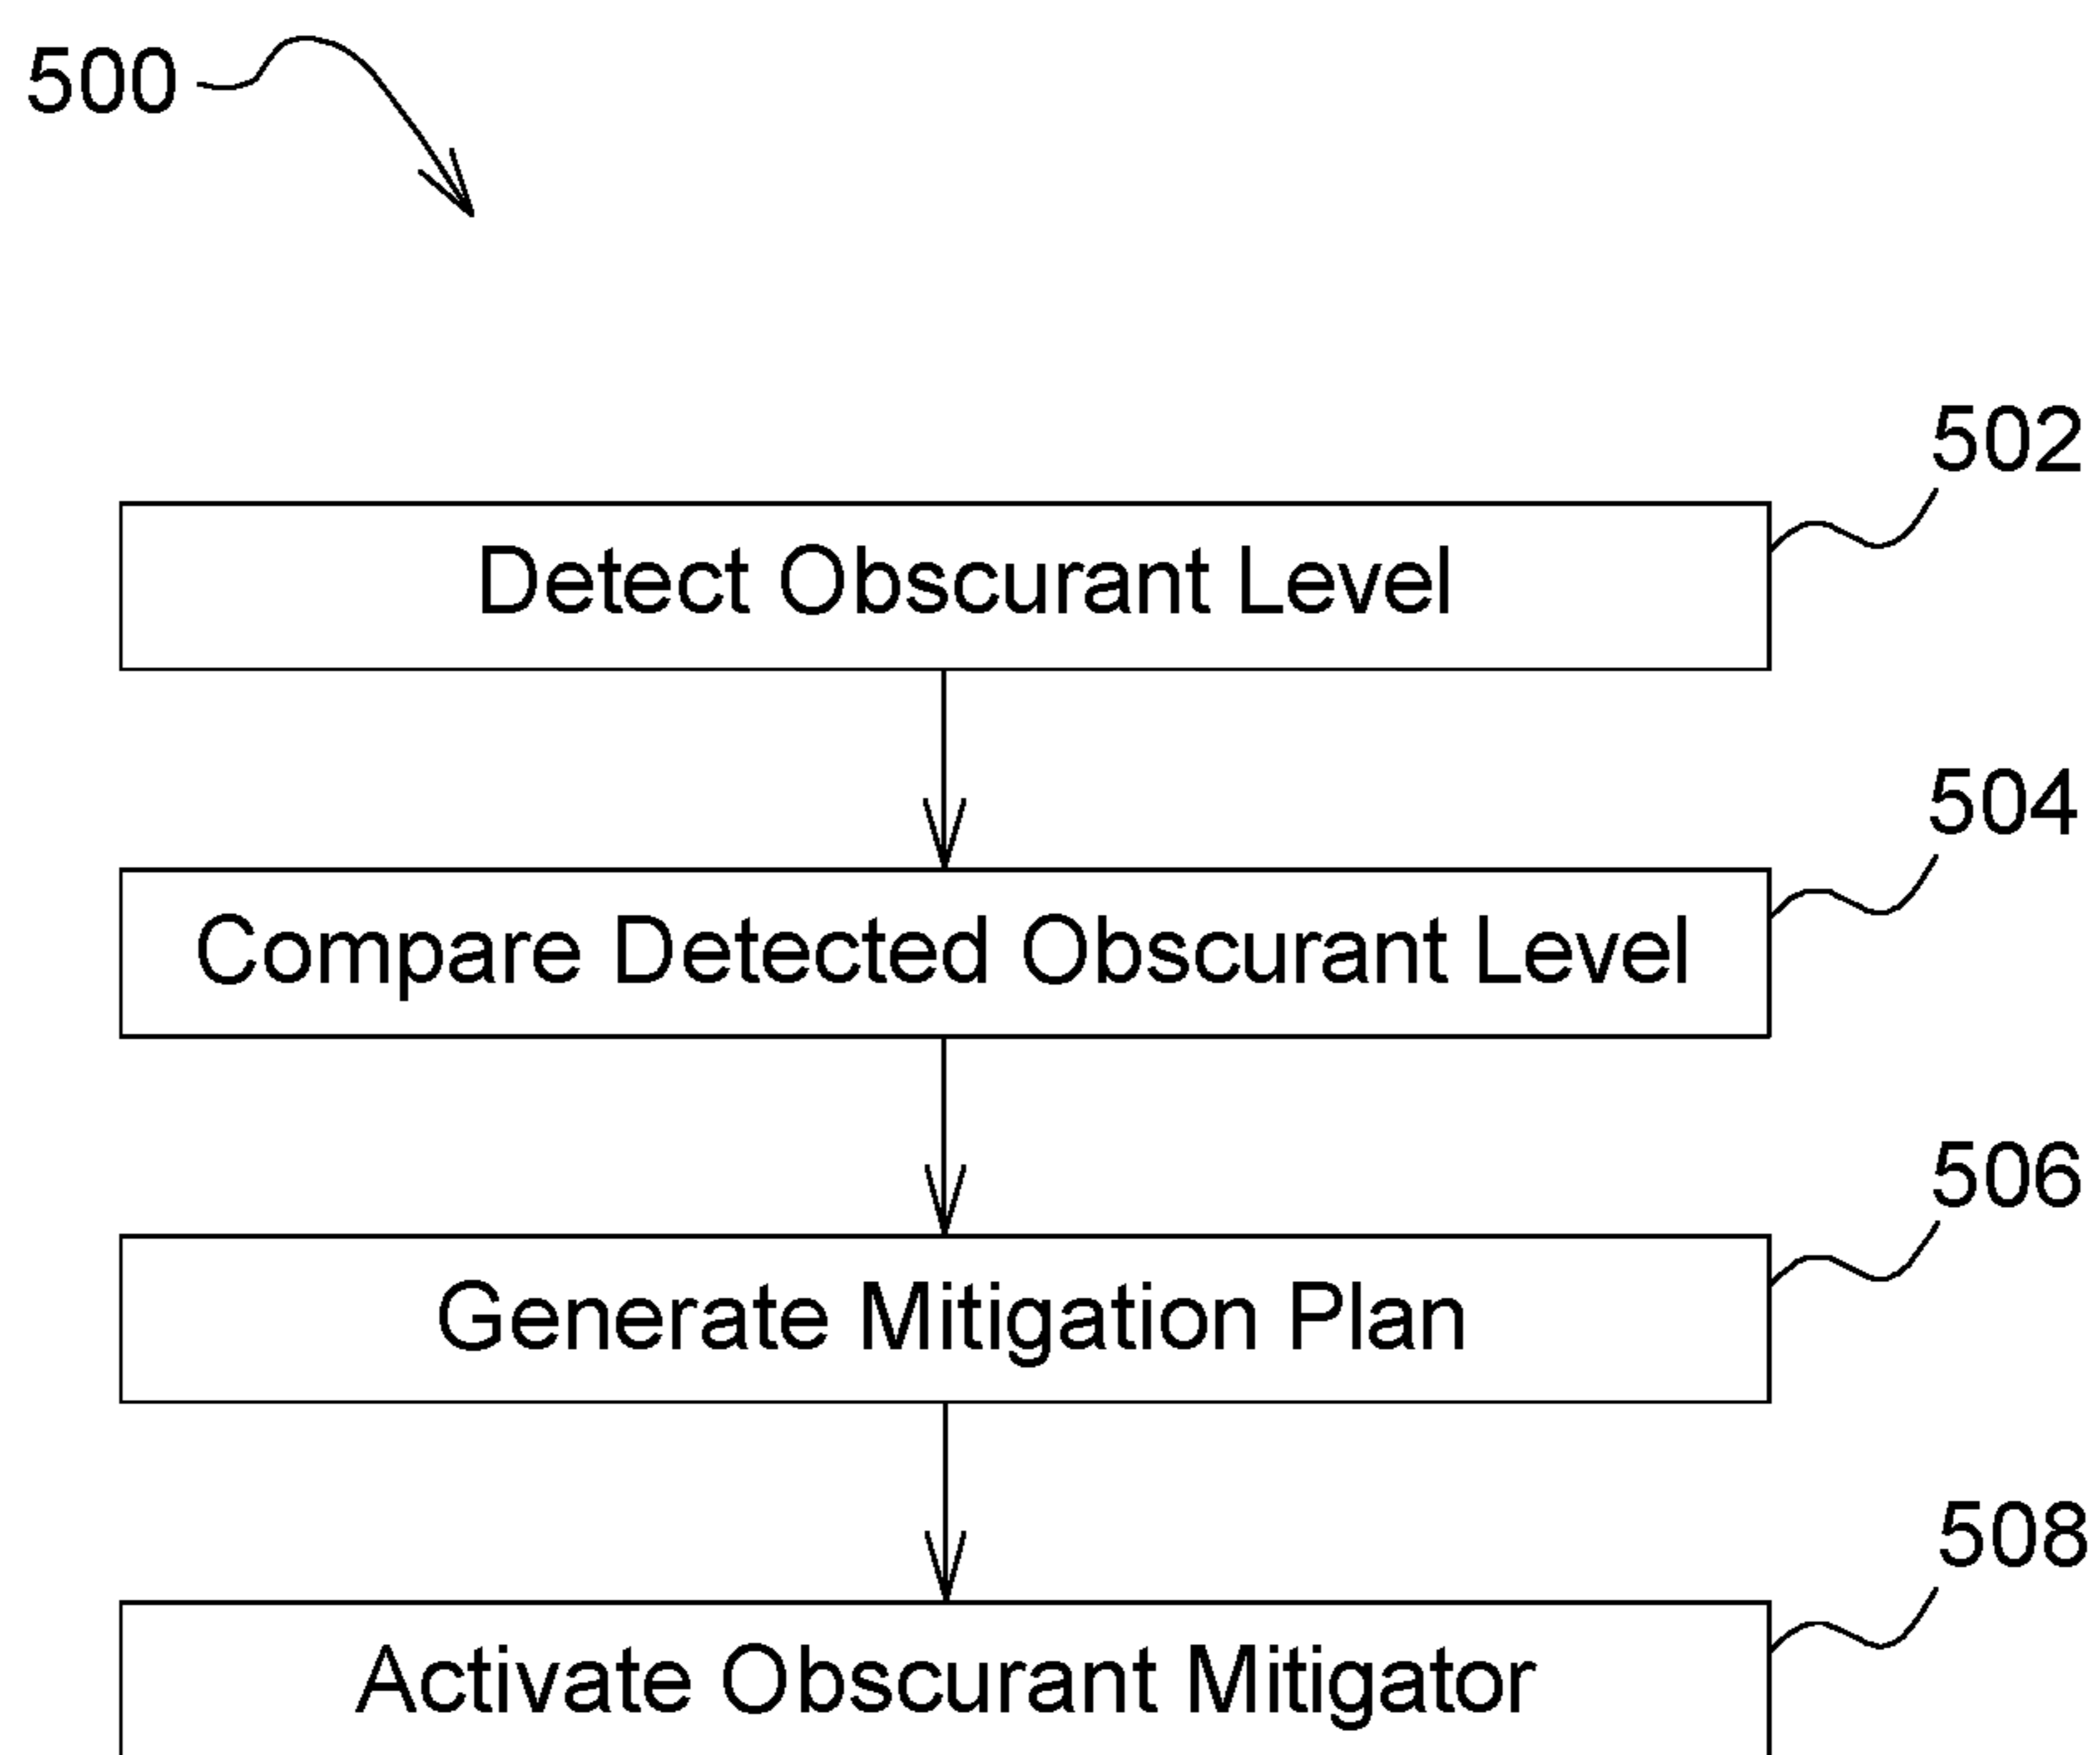 500
502
Detect Obscurant Level
504
Compare Detected Obscurant Level
506
Generate Mitigation Plan
508
Activate Obscurant Mitigator